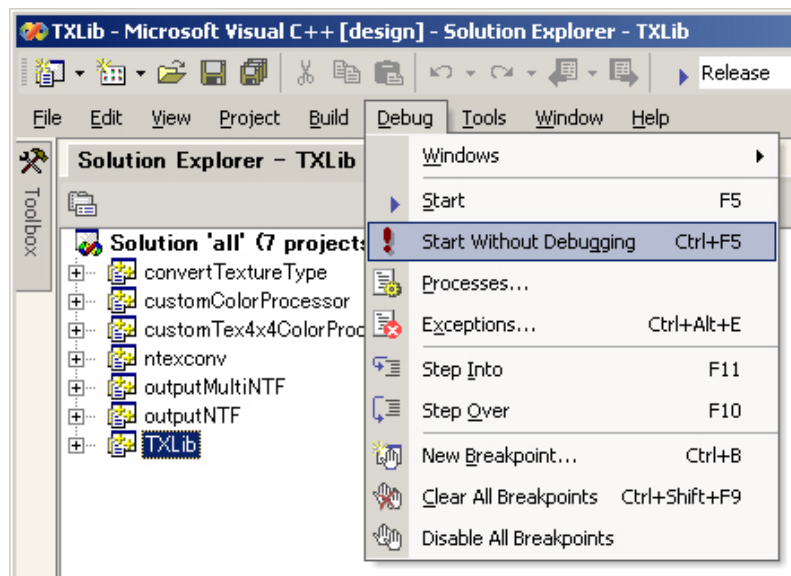 TXLib - Microsoft Visual C++ [design] - Solution Explorer - TXLib
Release
File Edit View Project Build Debug Tools Window Help
Toolbox
Solution Explorer - TXLib
Solution 'all' (7 projects
convertTextureType
customColorProcessor
customTex4x4ColorProc
ntexconv
outputMultiNTF
outputNTF
TXLib
Windows
Start F5
Start Without Debugging Ctrl+F5
Processes...
Exceptions... Ctrl+Alt+E
Step Into F11
Step Over F10
New Breakpoint... Ctrl+B
Clear All Breakpoints Ctrl+Shift+F9
Disable All Breakpoints